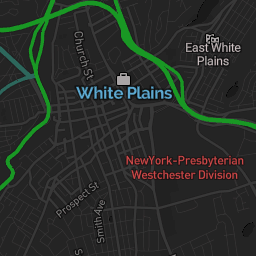 Church St
East White
Plains
White Plains
NewYork-Presbyterian
Westchester Division
Prospect St
Smith Ave
S
S